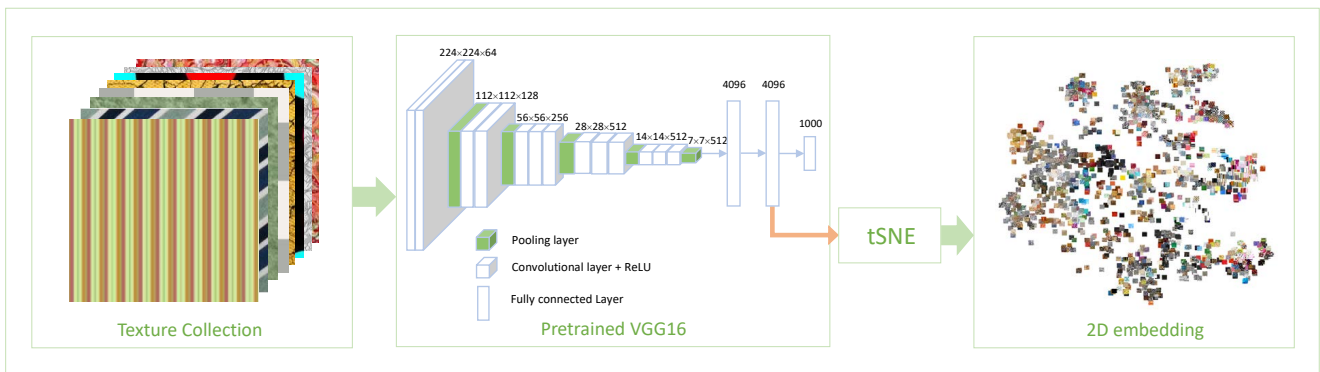 224×224×64
112×112×128
56×56×256
28×28×512
14×14×512
7×7×512
4096
4096
1000
Pooling layer
Convolutional layer + ReLU
Fully connected Layer
tSNE
Texture Collection
Pretrained VGG16
2D embedding